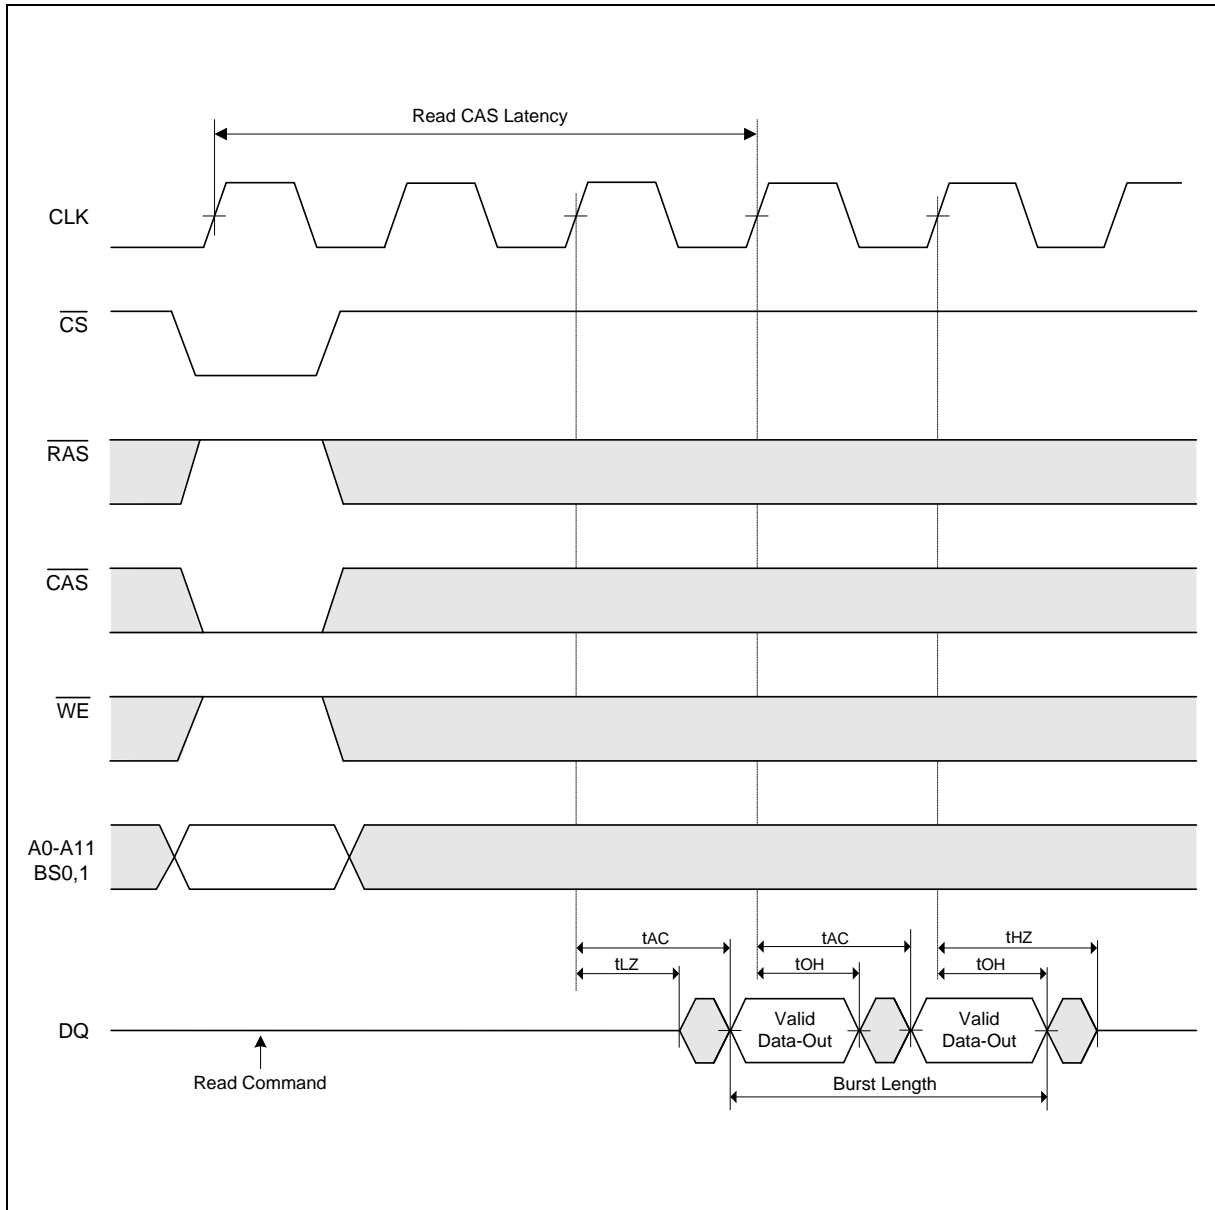 Read CAS Latency
CLK
CS
RAS
CAS
WE
A0-A11
BS0,1
tAC
tAC
tHZ
tLZ
tOH
tOH
DQ
Valid
Data-Out
Valid
Data-Out
Read Command
Burst Length